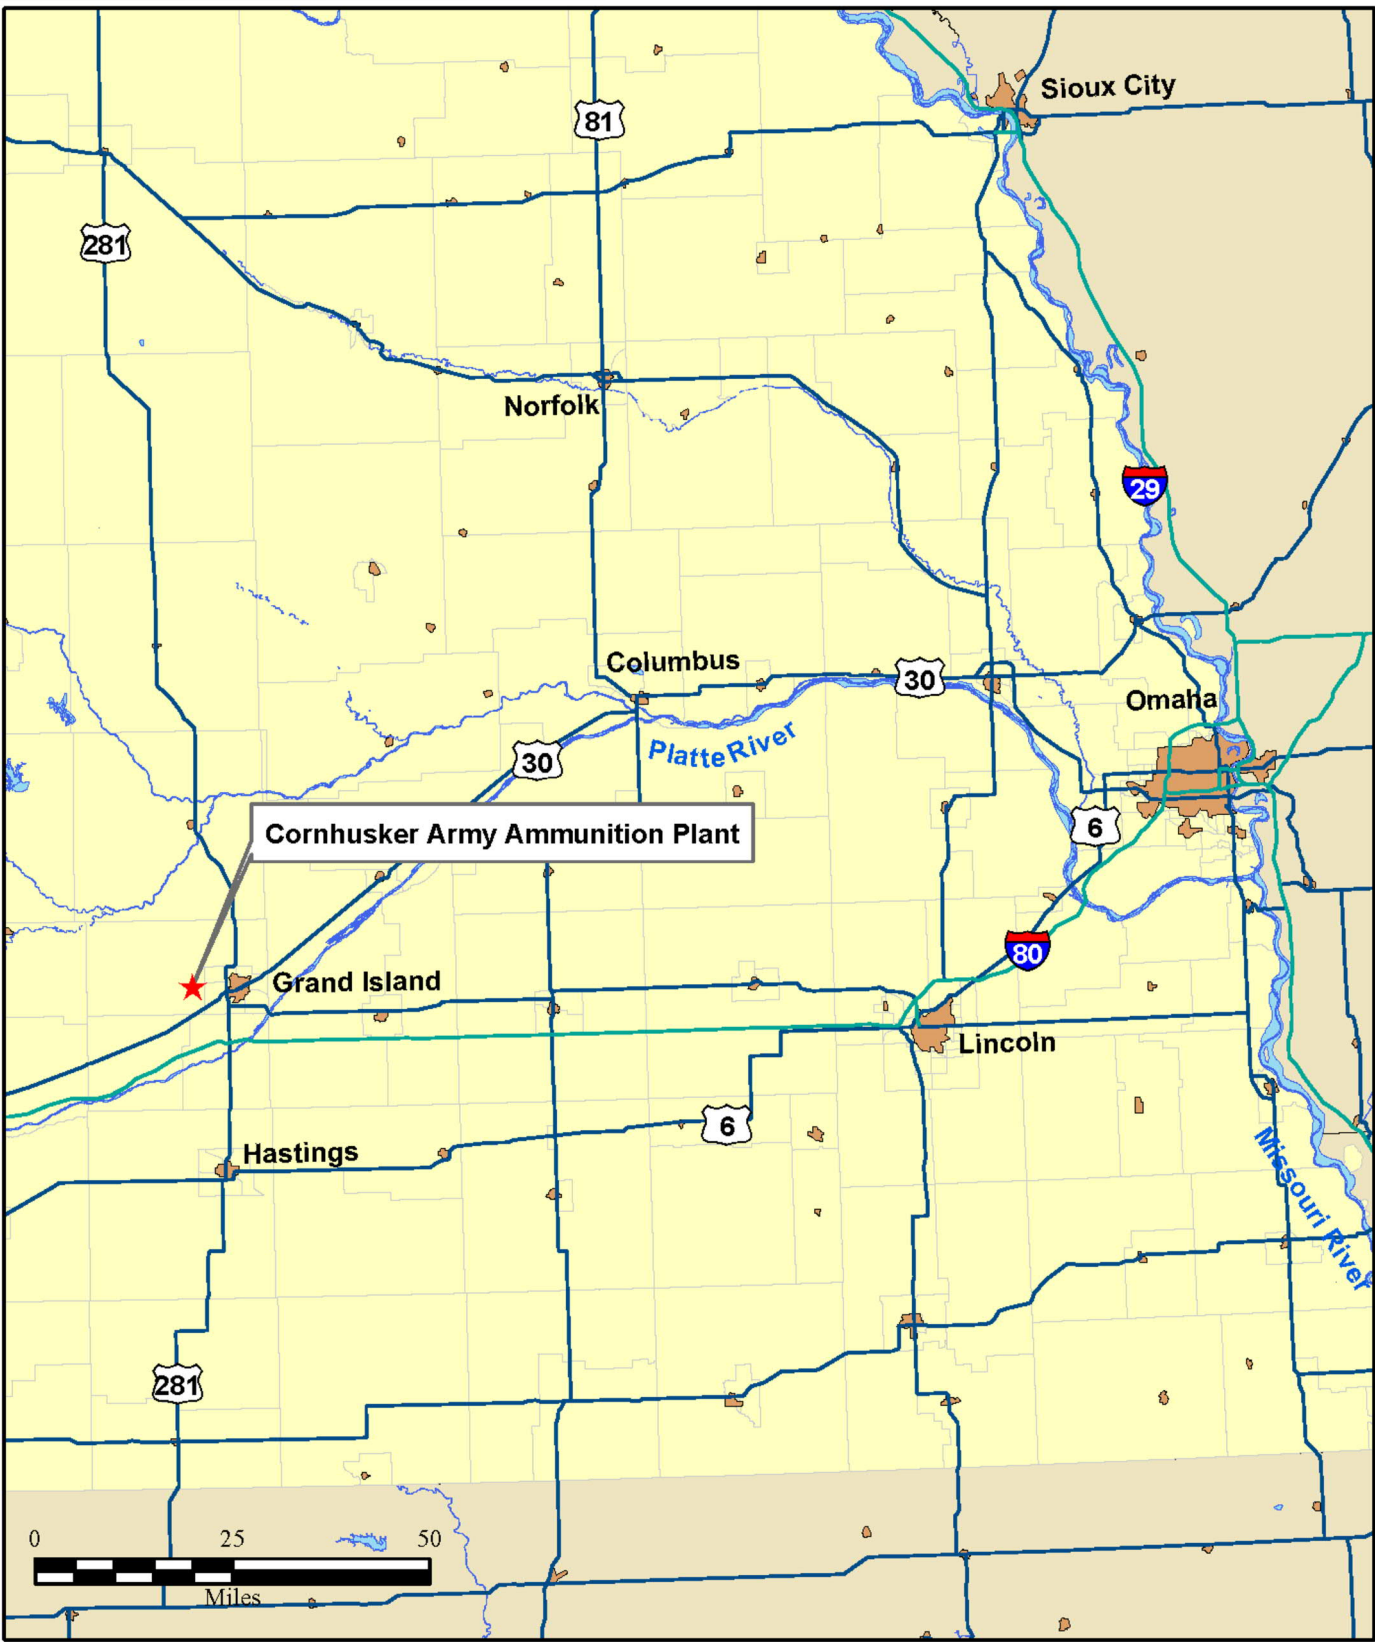 Sioux City
81
281
Norfolk
29
Columbus
30
Omaha
Platte River
30
6
Cornhusker Army Ammunition Plant
80
Grand Island
Lincoln
6
Hastings
Missouri River
281
0 25 50
Miles